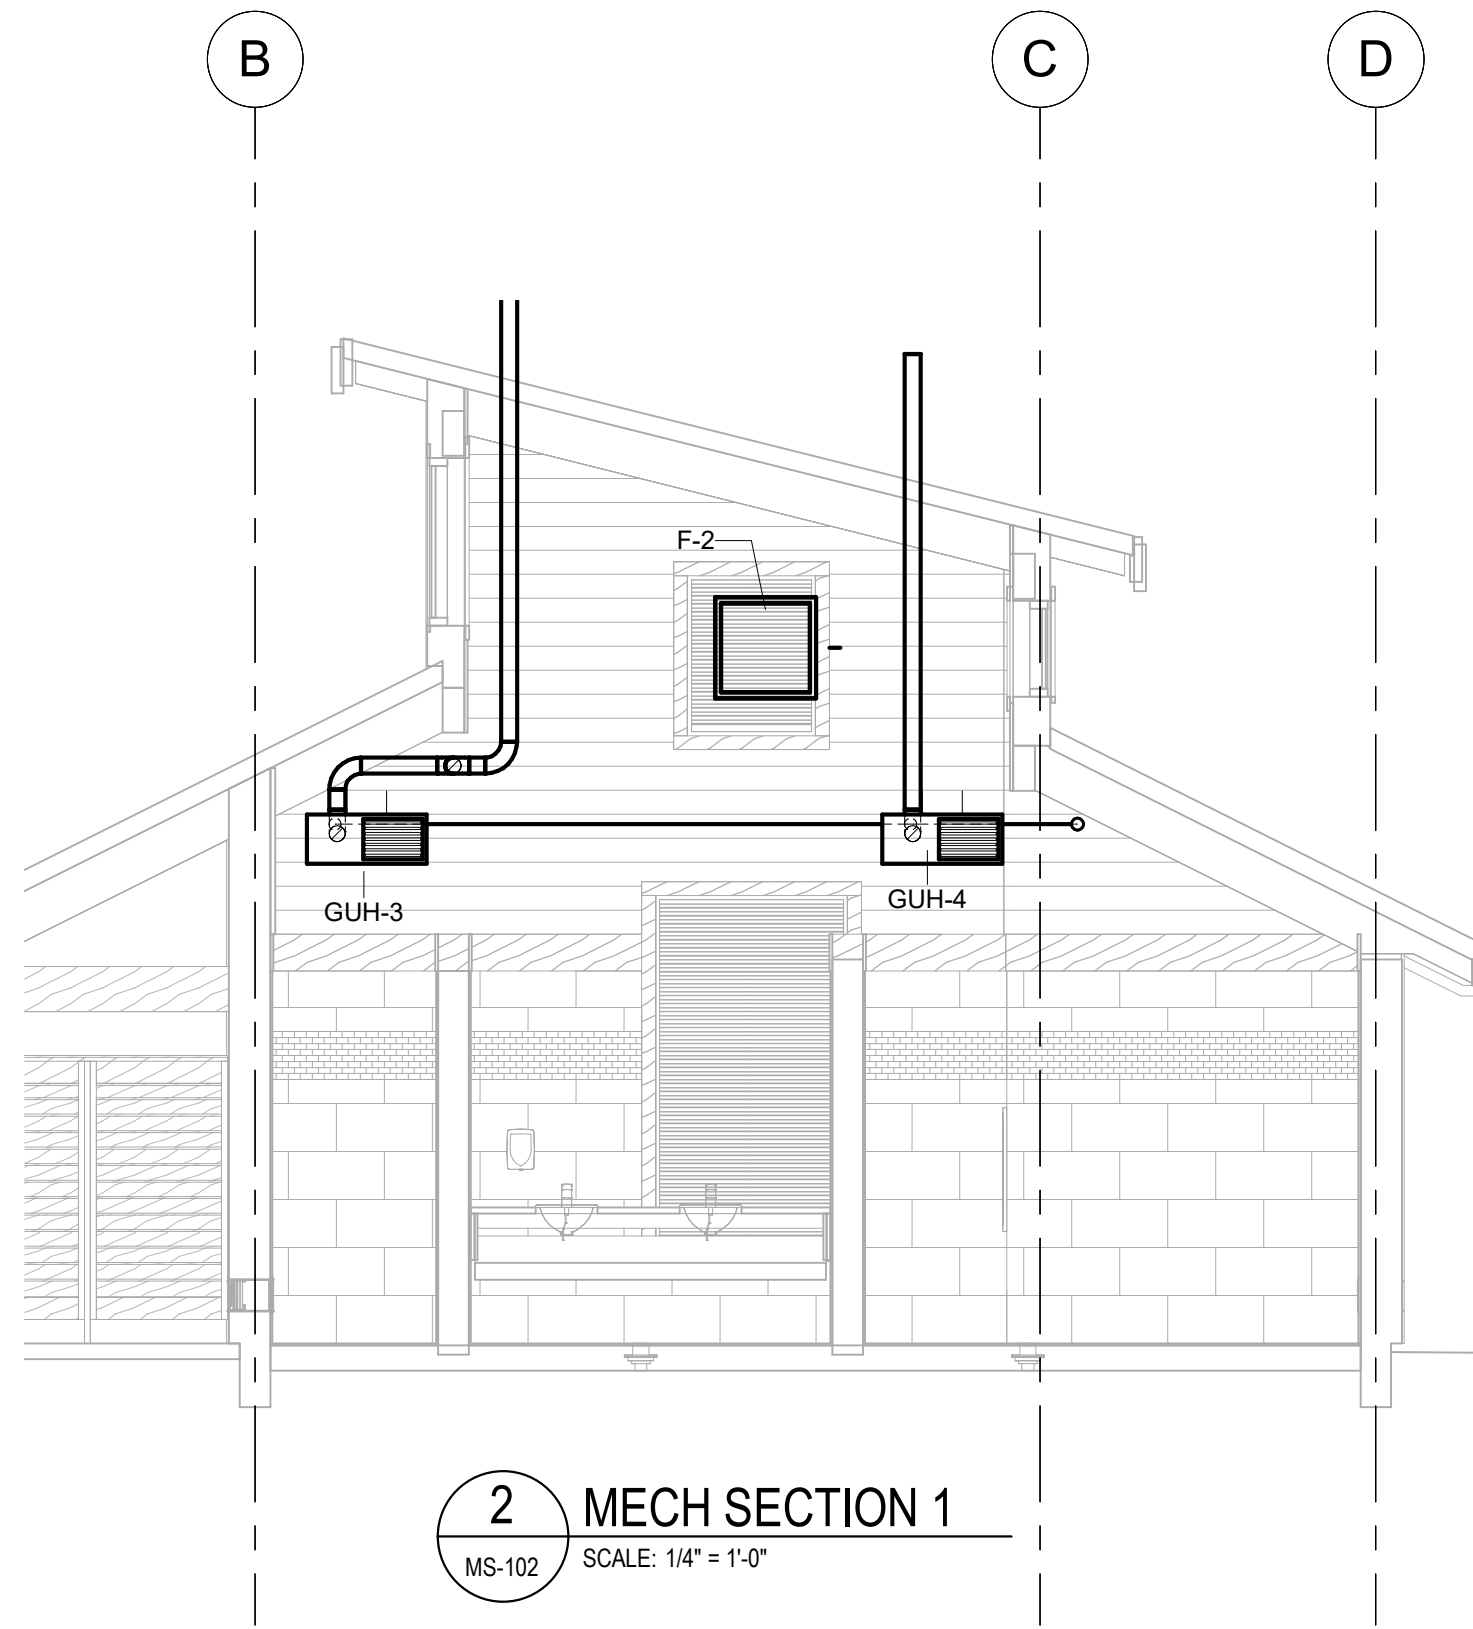 B
C
D
F-2
GUH-3
GUH-4
2
MECH SECTION 1
MS-102
SCALE: 1/4" = 1'-0"